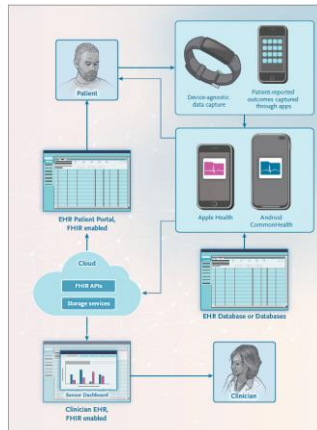 Patient
Device-agnostic
data capture
Patient-reported
outcomes captured
through apps
Apple Health
Android
CommonHealth
EHR Patient Portal,
FHIR enabled
Cloud
FHIR APIs
Storage services
EHR Database or Databases
Sensor Dashboard
Clinician EHR,
FHIR enabled
Clinician